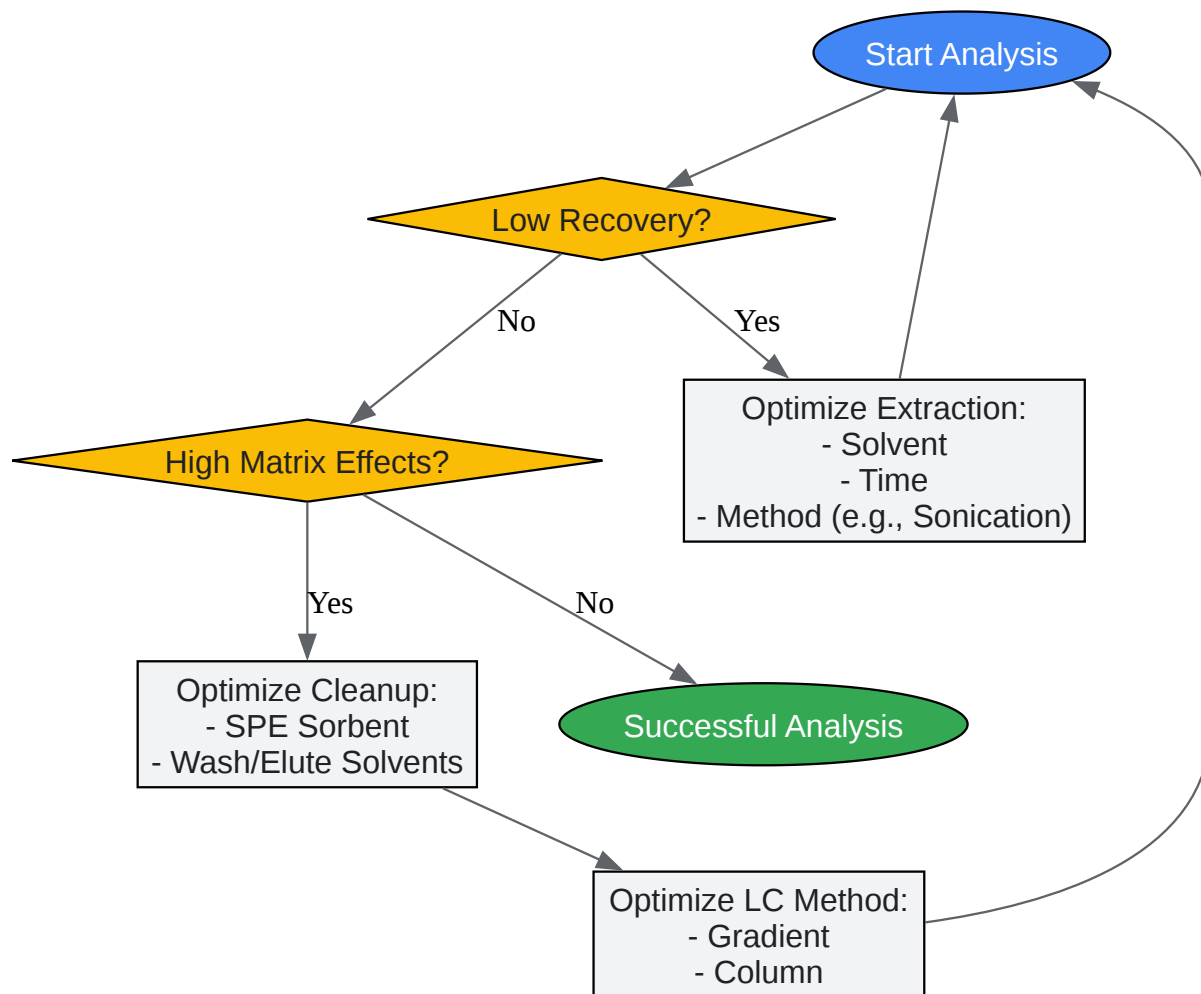 Start Analysis
Low Recovery?
No
Yes
Optimize Extraction:
- Solvent
- Time
- Method (e.g., Sonication)
High Matrix Effects?
Yes
No
Optimize Cleanup:
- SPE Sorbent
- Wash/Elute Solvents
Successful Analysis
Optimize LC Method:
- Gradient
- Column